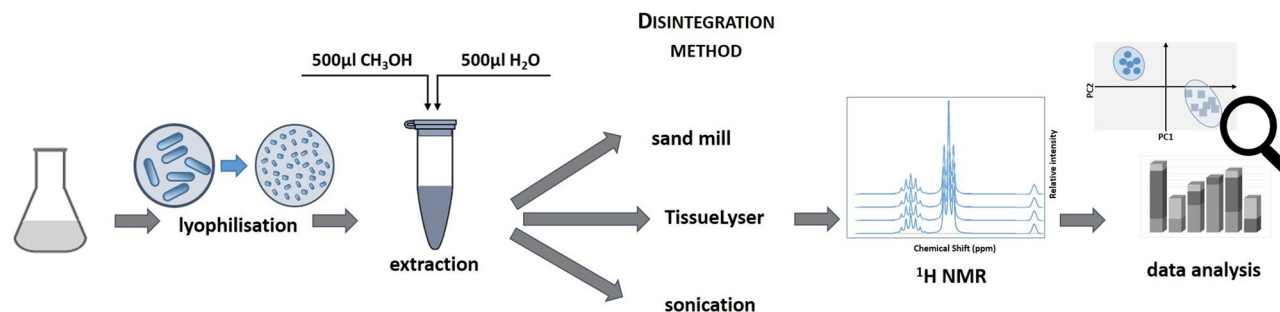 DISINTEGRATION
METHOD
500µl CH₃OH
500µl H₂O
lyophilisation
extraction
sand mill
TissueLyser
sonication
Relative intensity
Chemical Shift (ppm)
¹H NMR
PC2
PC1
data analysis